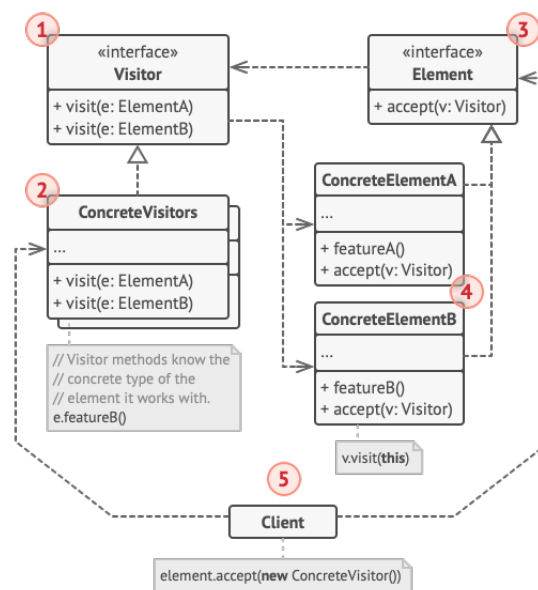 1
«interface»
Visitor
+ visit(e: ElementA)
+ visit(e: ElementB)
3
«interface»
Element
+ accept(v: Visitor)
2
ConcreteVisitors
...
+ visit(e: ElementA)
+ visit(e: ElementB)
// Visitor methods know the
// concrete type of the
// element it works with.
e.featureB()
ConcreteElementA
...
+ featureA()
+ accept(v: Visitor)
4
ConcreteElementB
...
+ featureB()
+ accept(v: Visitor)
v.visit(this)
5
Client
element.accept(new ConcreteVisitor())